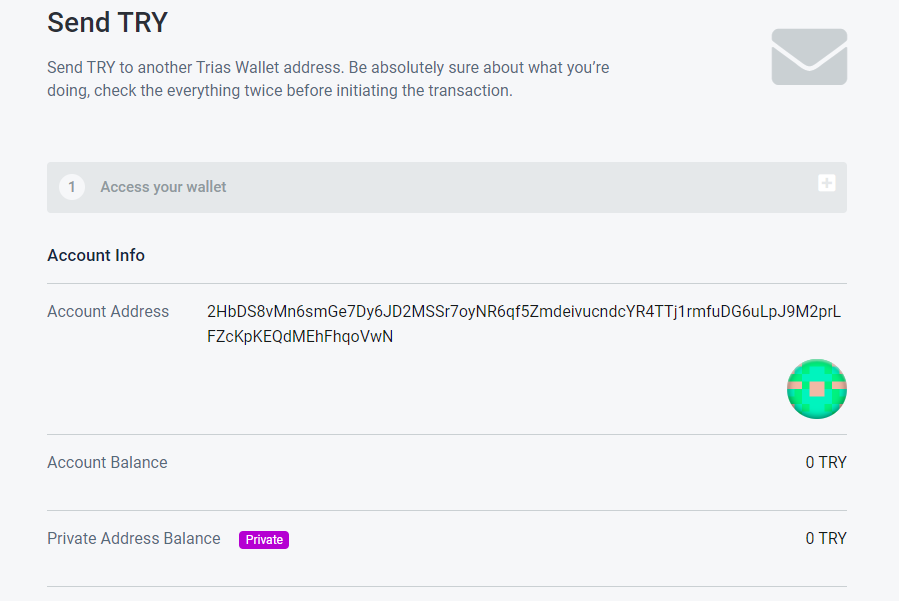 Send TRY
Send TRY to another Trias Wallet address. Be absolutely sure about what you're
doing, check the everything twice before initiating the transaction.
1 Access your wallet
Account Info
Account Address 2HbDS8vMn6smGe7Dy6JD2MSSr7oyNR6qf5ZmdeivucndcYR4TTj1rmfuDG6uLpJ9M2prL
FZcKpKEQdMEhFhqoVwN
Account Balance 0 TRY
Private Address Balance Private 0 TRY